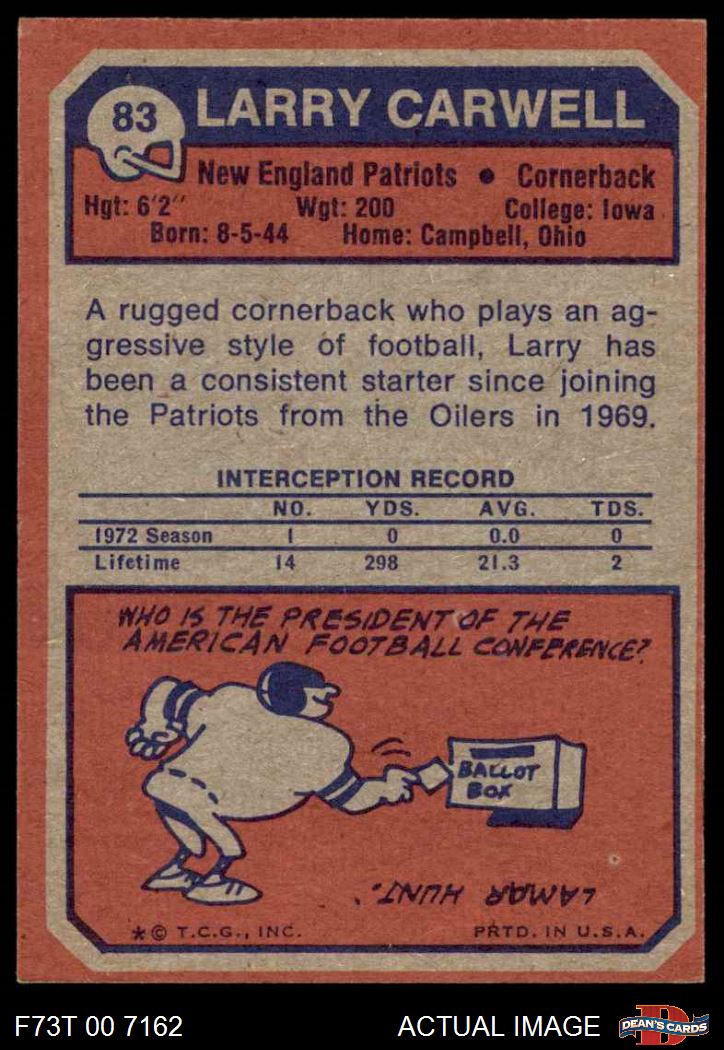 83
LARRY CARWELL
New England Patriots • Cornerback
Hgt: 6'2" Wgt: 200 College: Iowa
Born: 8-5-44 Home: Campbell, Ohio
A rugged cornerback who plays an ag-
gressive style of football, Larry has
been a consistent starter since joining
the Patriots from the Oilers in 1969.
INTERCEPTION RECORD
NO. YDS. AVG. TDS.
1972 Season 1 0 0.0 0
Lifetime 14 298 21.3 2
WHO IS THE PRESIDENT OF THE
AMERICAN FOOTBALL CONFERENCE?
BALLOT
BOX
LAMAR HUNT.
*© T.C.G., INC. PRTD. IN U.S.A.
F73T 00 7162 ACTUAL IMAGE
D
DEAN'S CARDS